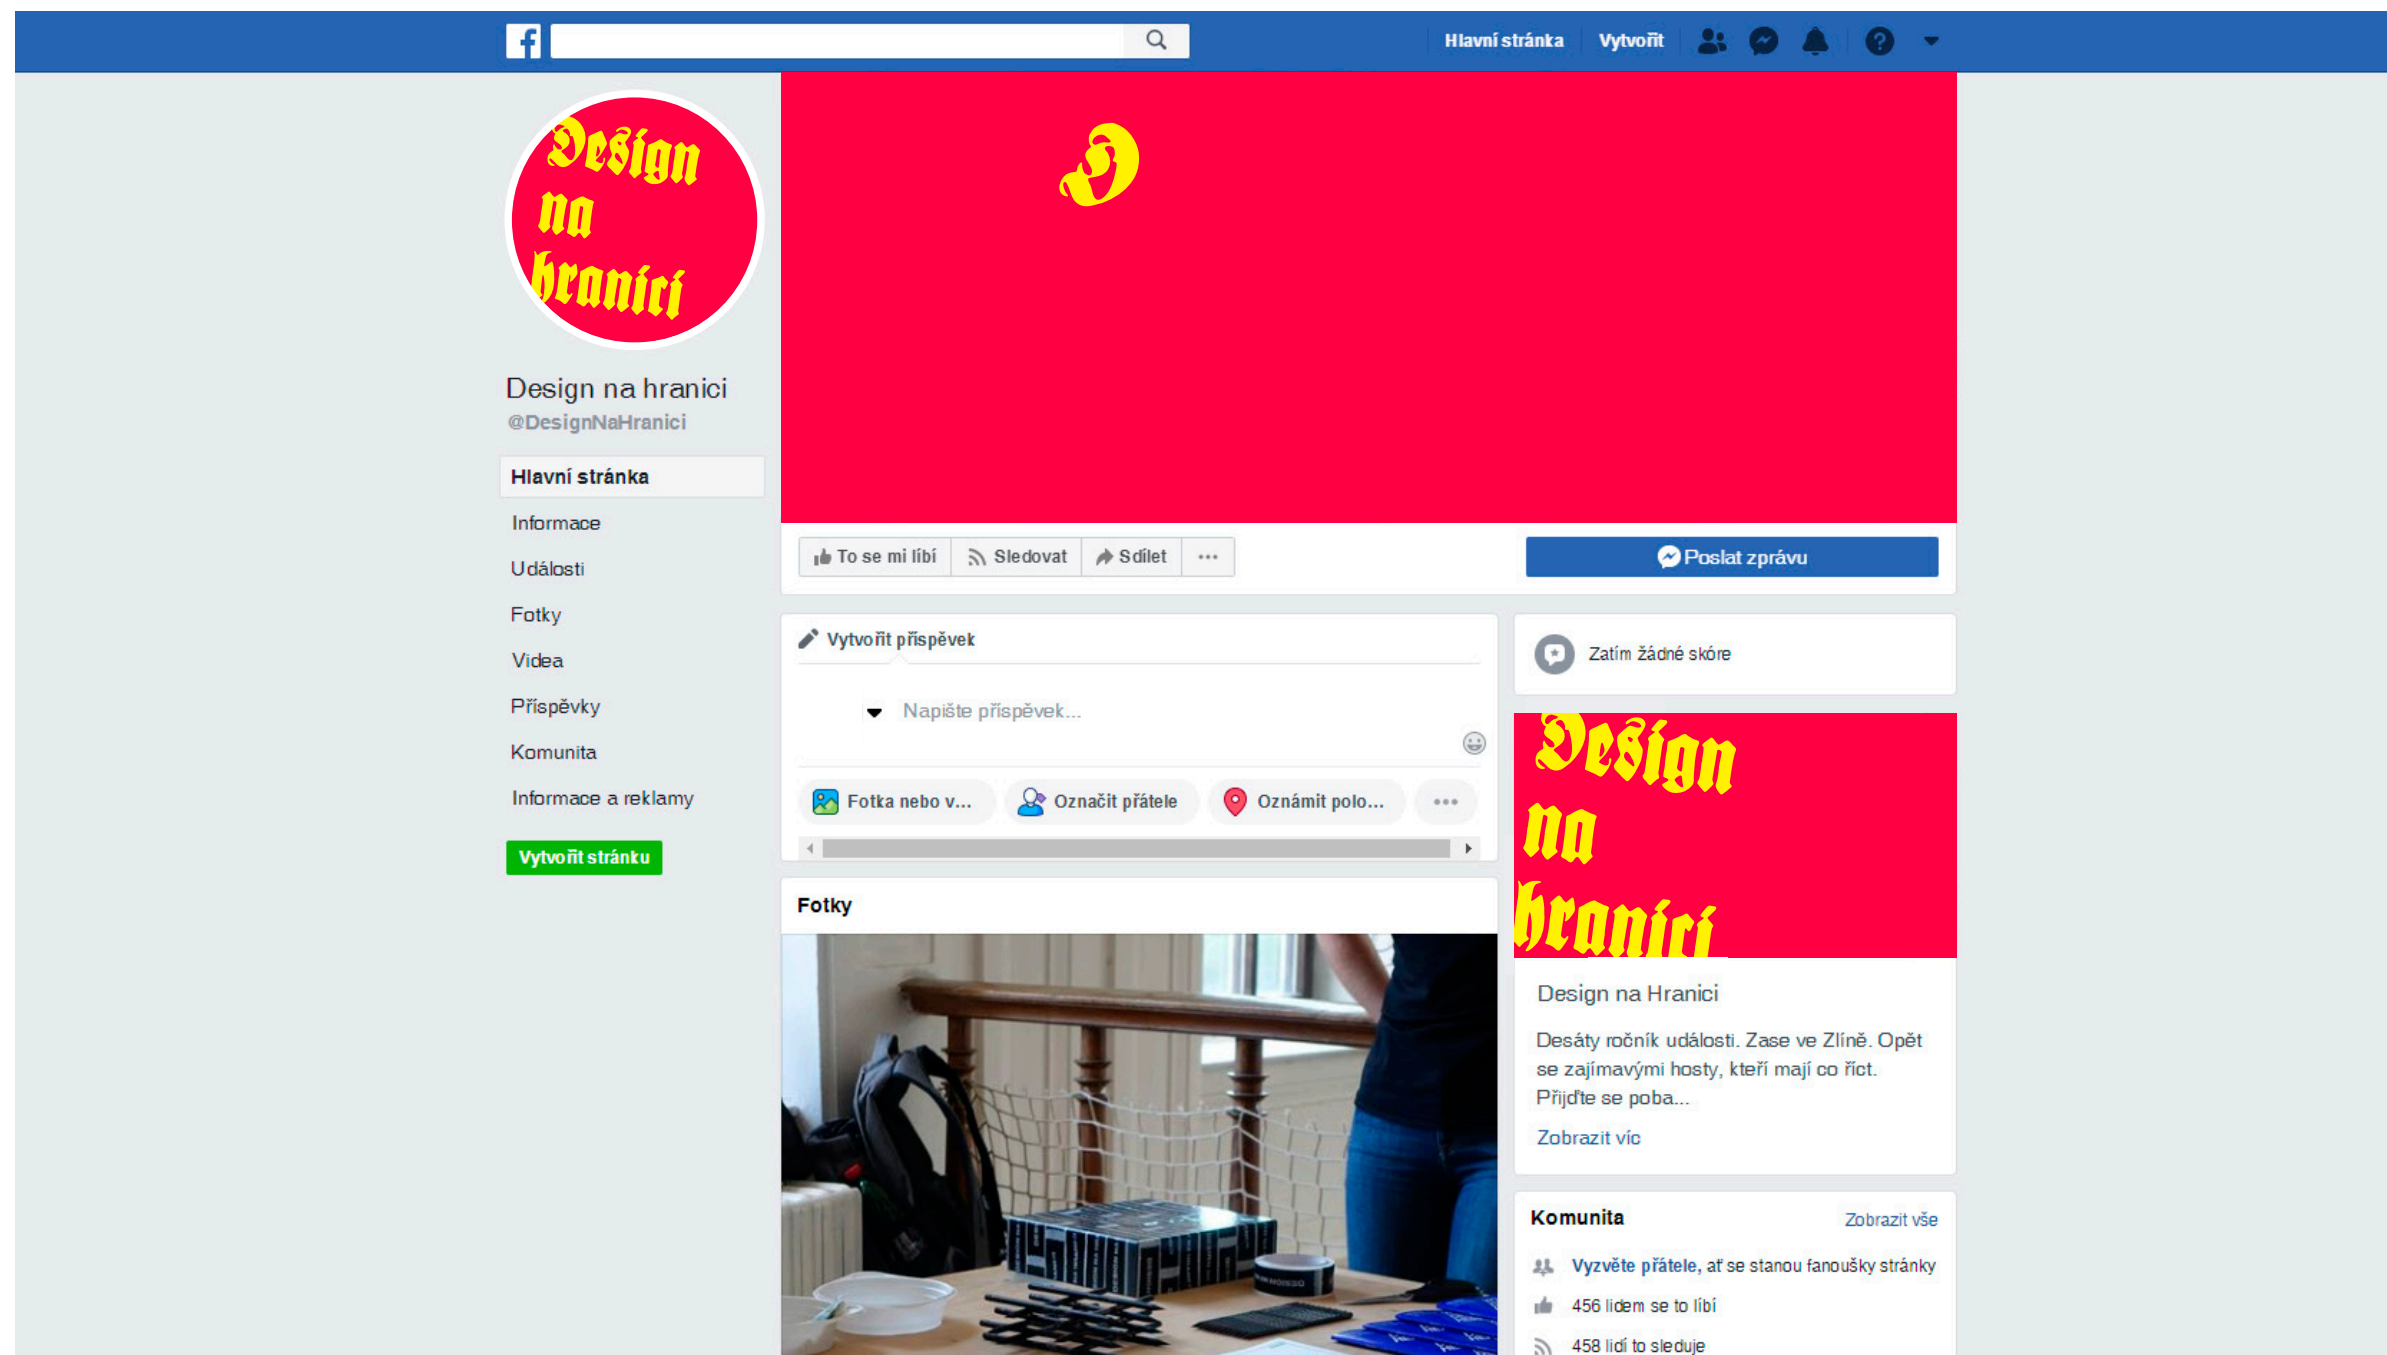 Hlavní stránka
Vytvořit
Design
na
hranici
D
Design na hranici
@DesignNaHranici
Hlavní stránka
Informace
Události
Fotky
Videa
Příspěvky
Komunita
Informace a reklamy
Vytvořit stránku
To se mi líbí
Sledovat
Sdílet
Poslat zprávu
Vytvořit příspěvek
Napište příspěvek...
Fotka nebo v...
Označit přátele
Oznámit polo...
Fotky
Zatím žádné skóre
Design
na
hranici
Design na Hranici
Desáty ročník události. Zase ve Zlíně. Opět
se zajímavými hosty, kteří mají co říct.
Přijďte se poba...
Zobrazit víc
Komunita
Zobrazit vše
Vyzvěte přátele, ať se stanou fanoušky stránky
456 lidem se to líbí
458 lidí to sleduje